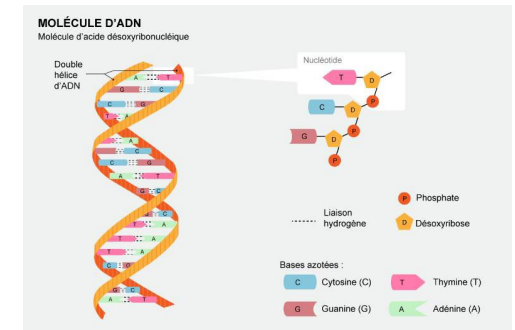 MOLÉCULE D'ADN
Molécule d'acide désoxyribonucléique
Double
hélice
d'ADN
Nucléotide
A T
G C
C G
T A
T A
G C
C G
A T
G C
G C
T A
T A
T A
C G
G C
A T
T D
P
C D
P
G D
P
Liaison
hydrogène
P Phosphate
D Désoxyribose
Bases azotées :
C Cytosine (C)
T Thymine (T)
G Guanine (G)
A Adénine (A)